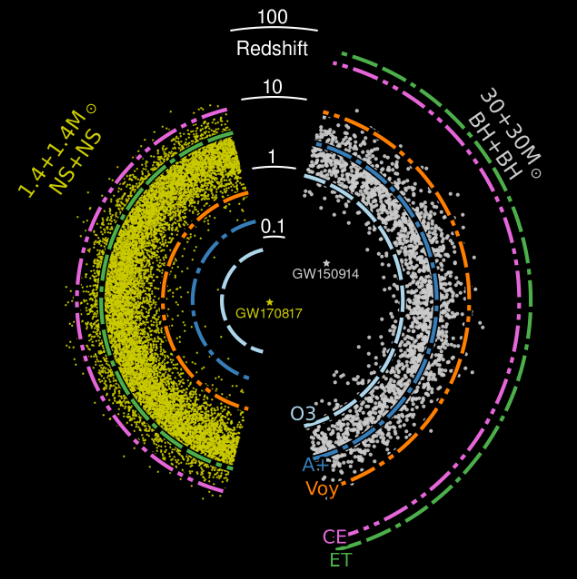 100
Redshift
10
1
0.1
1.4+1.4M☉
NS+NS
30+30M☉
BH+BH
GW150914
GW170817
O3
A+
Voy
CE
ET